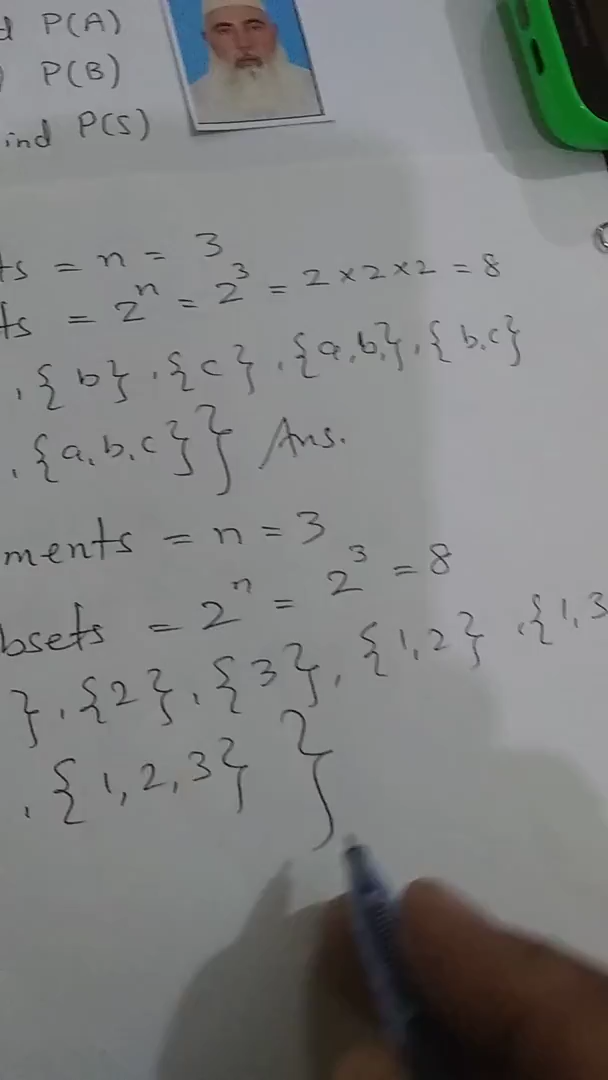 d P(A)
) P(B)
ind P(S)
ts = n = 3
ts = 2ⁿ = 2³ = 2×2×2 = 8
, {b}, {c}, {a,b,}, {b,c}
, {a,b,c}} Ans.
ments = n = 3
bsets = 2ⁿ = 2³ = 8
}, {2}, {3}, {1,2}, {1,3
, {1,2,3}}